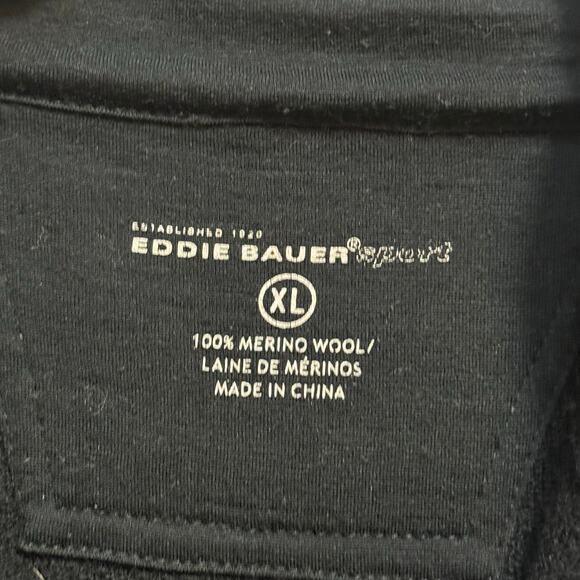 ESTABLISHED 1920
EDDIE BAUER® sport
XL
100% MERINO WOOL/
LAINE DE MÉRINOS
MADE IN CHINA